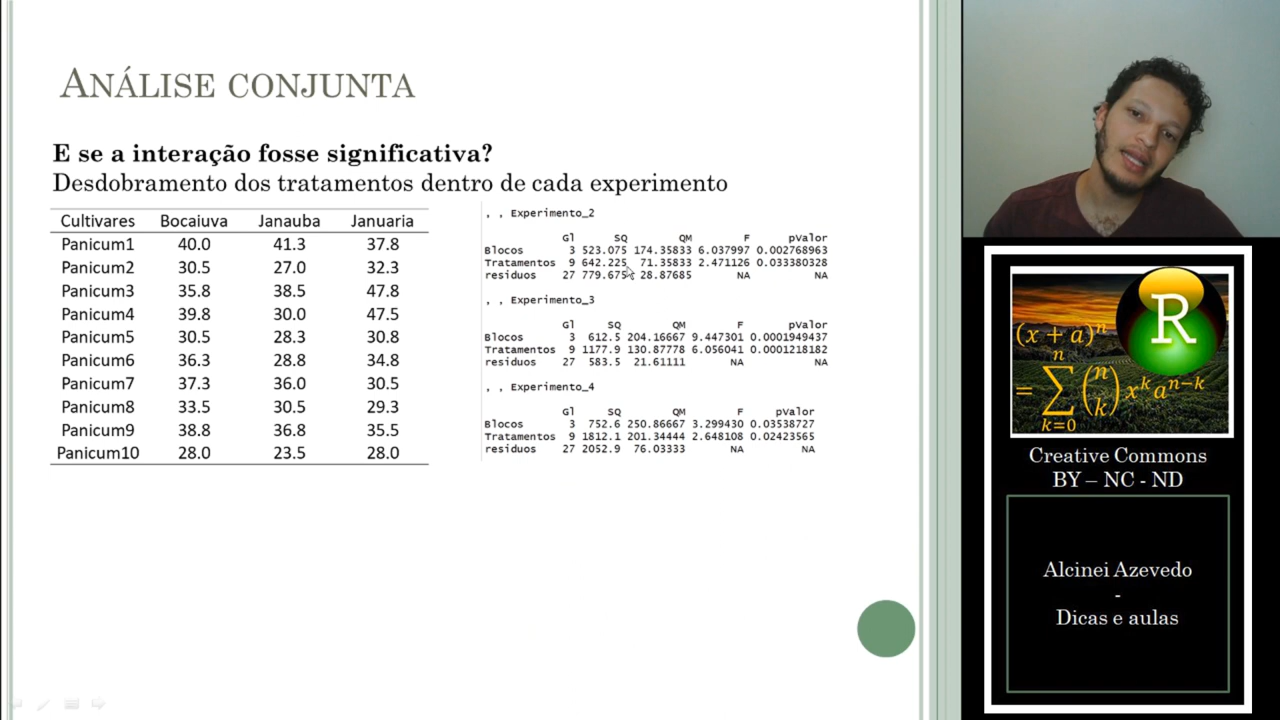 ANÁLISE CONJUNTA
E se a interação fosse significativa?
Desdobramento dos tratamentos dentro de cada experimento
Cultivares Bocaiuva Janauba Januaria
Panicum1 40.0 41.3 37.8
Panicum2 30.5 27.0 32.3
Panicum3 35.8 38.5 47.8
Panicum4 39.8 30.0 47.5
Panicum5 30.5 28.3 30.8
Panicum6 36.3 28.8 34.8
Panicum7 37.3 36.0 30.5
Panicum8 33.5 30.5 29.3
Panicum9 38.8 36.8 35.5
Panicum10 28.0 23.5 28.0
, , Experimento_2
Gl SQ QM F pValor
Blocos 3 523.075 174.35833 6.037997 0.002768963
Tratamentos 9 642.225 71.35833 2.471126 0.033380328
residuos 27 779.675 28.87685 NA NA
, , Experimento_3
Gl SQ QM F pValor
Blocos 3 612.5 204.16667 9.447301 0.0001949437
Tratamentos 9 1177.9 130.87778 6.056041 0.0001218182
residuos 27 583.5 21.61111 NA NA
, , Experimento_4
Gl SQ QM F pValor
Blocos 3 752.6 250.86667 3.299430 0.03538727
Tratamentos 9 1812.1 201.34444 2.648108 0.02423565
residuos 27 2052.9 76.03333 NA NA
R
(x + a)^n
= ∑_{k=0}^{n} (n k) x^k a^{n-k}
Creative Commons
BY – NC - ND
Alcinei Azevedo
-
Dicas e aulas